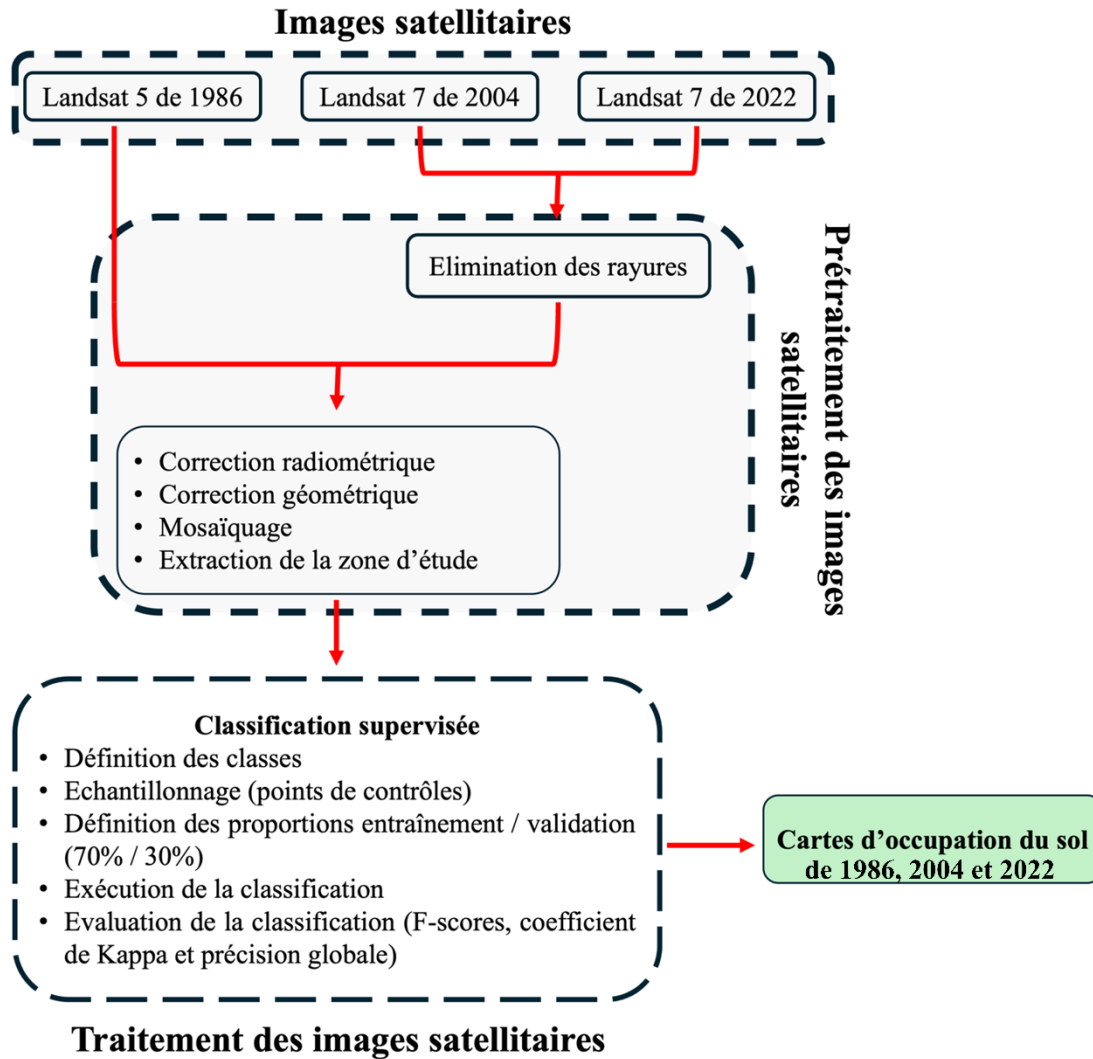 Images satellitaires
Landsat 5 de 1986
Landsat 7 de 2004
Landsat 7 de 2022
Elimination des rayures
Prétraitement des images
satellitaires
• Correction radiométrique
• Correction géométrique
• Mosaïquage
• Extraction de la zone d’étude
Classification supervisée
• Définition des classes
• Echantillonnage (points de contrôles)
• Définition des proportions entraînement / validation
(70% / 30%)
• Exécution de la classification
• Evaluation de la classification (F-scores, coefficient
de Kappa et précision globale)
Cartes d’occupation du sol
de 1986, 2004 et 2022
Traitement des images satellitaires